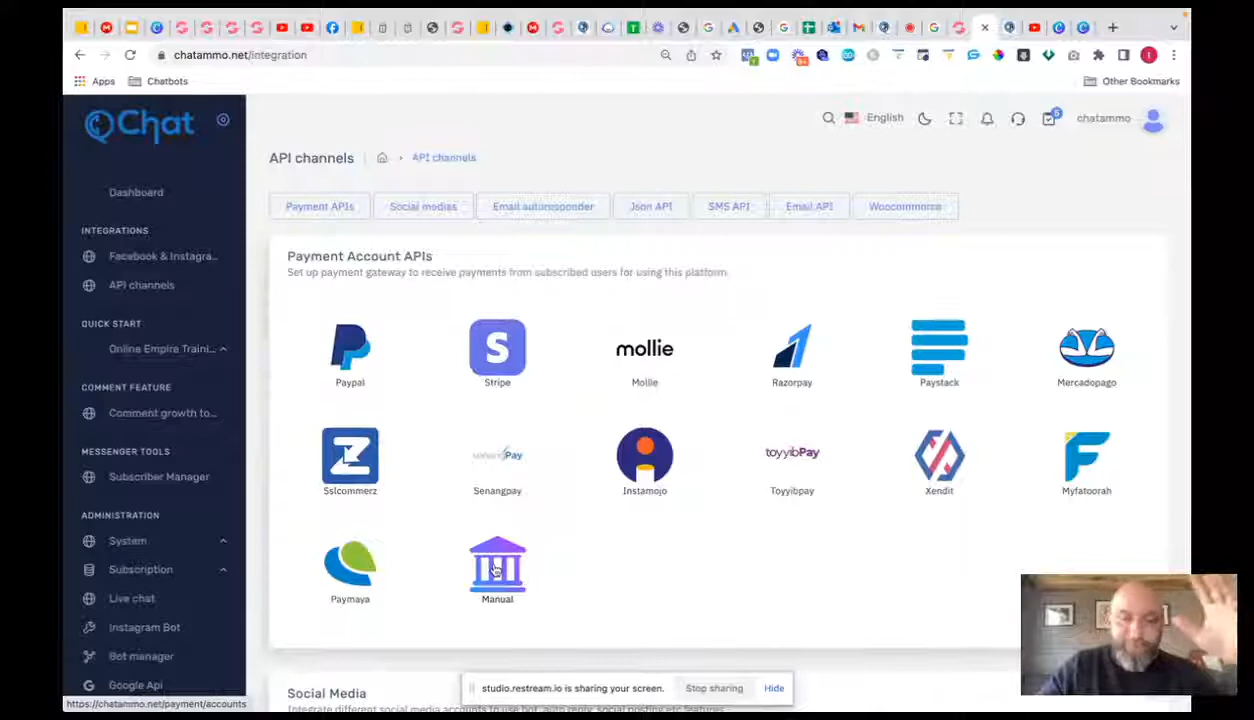 chatammo.net/integration
Apps
Chatbots
Other Bookmarks
Chat
English
chatammo
API channels
API channels
Dashboard
Payment APIs
Social medias
Email autoresponder
Json API
SMS API
Email API
Woocommerce
INTEGRATIONS
Facebook & Instagra...
API channels
Payment Account APIs
Set up payment gateway to receive payments from subscribed users for using this platform.
QUICK START
Online Empire Traini...
COMMENT FEATURE
Comment growth to...
MESSENGER TOOLS
Subscriber Manager
ADMINISTRATION
System
Subscription
Live chat
Instagram Bot
Bot manager
Google Api
mollie
Paypal
Stripe
Mollie
Razorpay
Paystack
Mercadopago
toyyibPay
Sslcommerz
Senangpay
Instamojo
Toyyibpay
Xendit
Myfatoorah
Paymaya
Manual
Social Media
studio.restream.io is sharing your screen.
Stop sharing
Hide
https://chatammo.net/payment/accounts